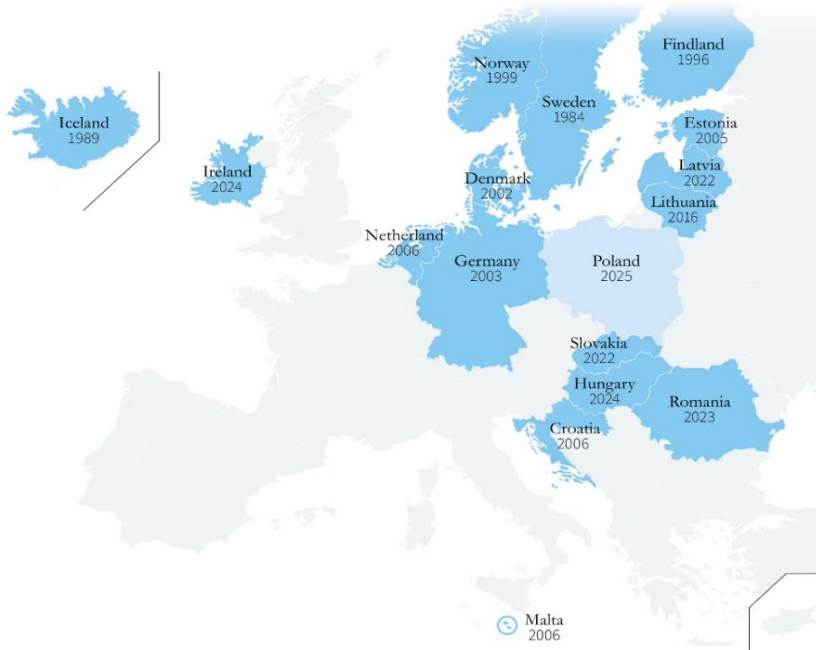 Norway
1999
Findland
1996
Sweden
1984
Iceland
1989
Estonia
2005
Ireland
2024
Latvia
2022
Denmark
2002
Lithuania
2016
Netherland
2006
Germany
2003
Poland
2025
Slovakia
2022
Hungary
2024
Romania
2023
Croatia
2006
Malta
2006